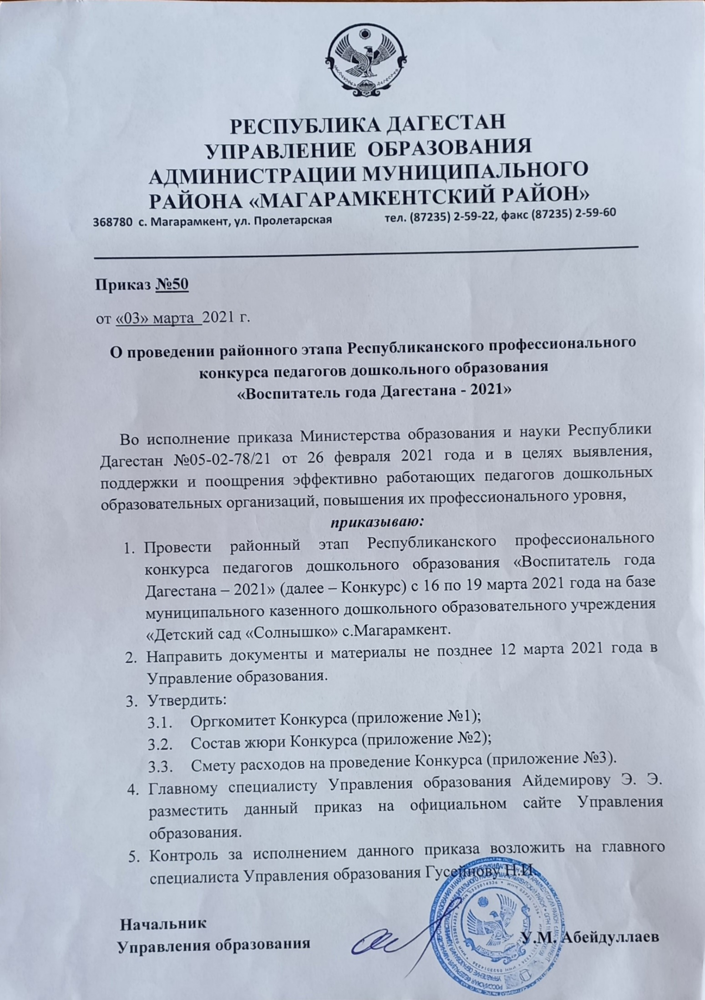 РЕСПУБЛИКА ДАГЕСТАН
УПРАВЛЕНИЕ ОБРАЗОВАНИЯ
АДМИНИСТРАЦИИ МУНИЦИПАЛЬНОГО
РАЙОНА «МАГАРАМКЕНТСКИЙ РАЙОН»
368780 с. Магарамкент, ул. Пролетарская тел. (87235) 2-59-22, факс (87235) 2-59-60
Приказ №50
от «03» марта 2021 г.
О проведении районного этапа Республиканского профессионального
конкурса педагогов дошкольного образования
«Воспитатель года Дагестана - 2021»
Во исполнение приказа Министерства образования и науки Республики
Дагестан №05-02-78/21 от 26 февраля 2021 года и в целях выявления,
поддержки и поощрения эффективно работающих педагогов дошкольных
образовательных организаций, повышения их профессионального уровня,
приказываю:
1. Провести районный этап Республиканского профессионального
конкурса педагогов дошкольного образования «Воспитатель года
Дагестана – 2021» (далее – Конкурс) с 16 по 19 марта 2021 года на базе
муниципального казенного дошкольного образовательного учреждения
«Детский сад «Солнышко» с.Магарамкент.
2. Направить документы и материалы не позднее 12 марта 2021 года в
Управление образования.
3. Утвердить:
3.1. Оргкомитет Конкурса (приложение №1);
3.2. Состав жюри Конкурса (приложение №2);
3.3. Смету расходов на проведение Конкурса (приложение №3).
4. Главному специалисту Управления образования Айдемирову Э. Э.
разместить данный приказ на официальном сайте Управления
образования.
5. Контроль за исполнением данного приказа возложить на главного
специалиста Управления образования Гусейнову Н.И.
Начальник
Управления образования У.М. Абейдуллаев